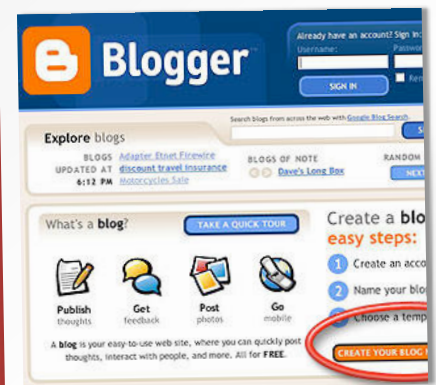 Blogger
Already have an account? Sign in:
Username:
SIGN IN
Search blogs from across the web with Google Blog Search.
Explore blogs
BLOGS
UPDATED AT
6:12 PM
Adapter Etnet Firewire
discount travel insurance
Motorcycles Sale
BLOGS OF NOTE
Dave's Long Box
RANDOM
What's a blog?
TAKE A QUICK TOUR
Publish
thoughts
Get
feedback
Post
photos
Go
mobile
A blog is your easy-to-use web site, where you can quickly post
thoughts, interact with people, and more. All for FREE.
Create a
easy steps:
1 Create an
2 Name your
3 Choose a
CREATE YOUR BLOG